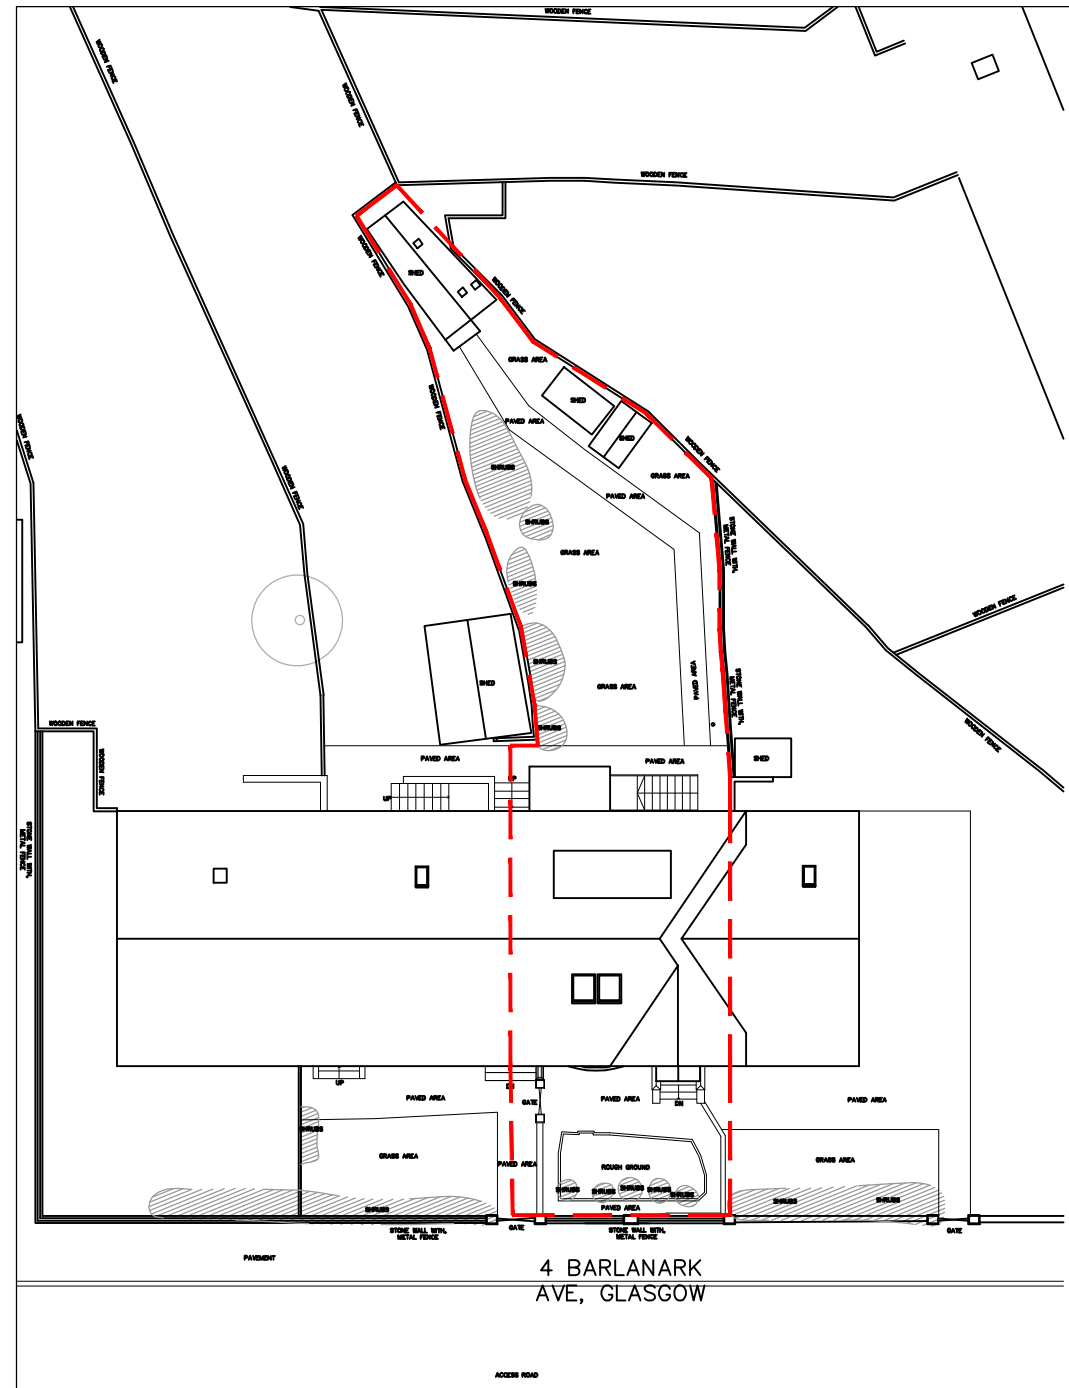 WOODEN FENCE
WOODEN FENCE
WOODEN FENCE
WOODEN FENCE
WOODEN FENCE
SHED
WOODEN FENCE
GRASS AREA
WOODEN FENCE
SHED
PAVED AREA
SHED
WOODEN FENCE
WOODEN FENCE
SHRUBS
WOODEN FENCE
GRASS AREA
PAVED AREA
SHRUBS
STONE WALL WITH,
METAL FENCE
GRASS AREA
SHRUBS
WOODEN FENCE
SHRUBS
PAVED AREA
SHED
GRASS AREA
STONE WALL WITH,
METAL FENCE
WOODEN FENCE
SHRUBS
WOODEN FENCE
WOODEN FENCE
PAVED AREA
PAVED AREA
SHED
UP
UP
STONE WALL WITH,
METAL FENCE
UP
DN
PAVED AREA
GATE
PAVED AREA
DN
PAVED AREA
SHRUBS
GRASS AREA
PAVED AREA
ROUGH GROUND
GRASS AREA
SHRUBS
SHRUBS
SHRUBS
SHRUBS
SHRUBS
SHRUBS
SHRUBS
SHRUBS
PAVED AREA
STONE WALL WITH,
METAL FENCE
GATE
STONE WALL WITH,
METAL FENCE
GATE
PAVEMENT
4 BARLANARK
AVE, GLASGOW
ACCESS ROAD